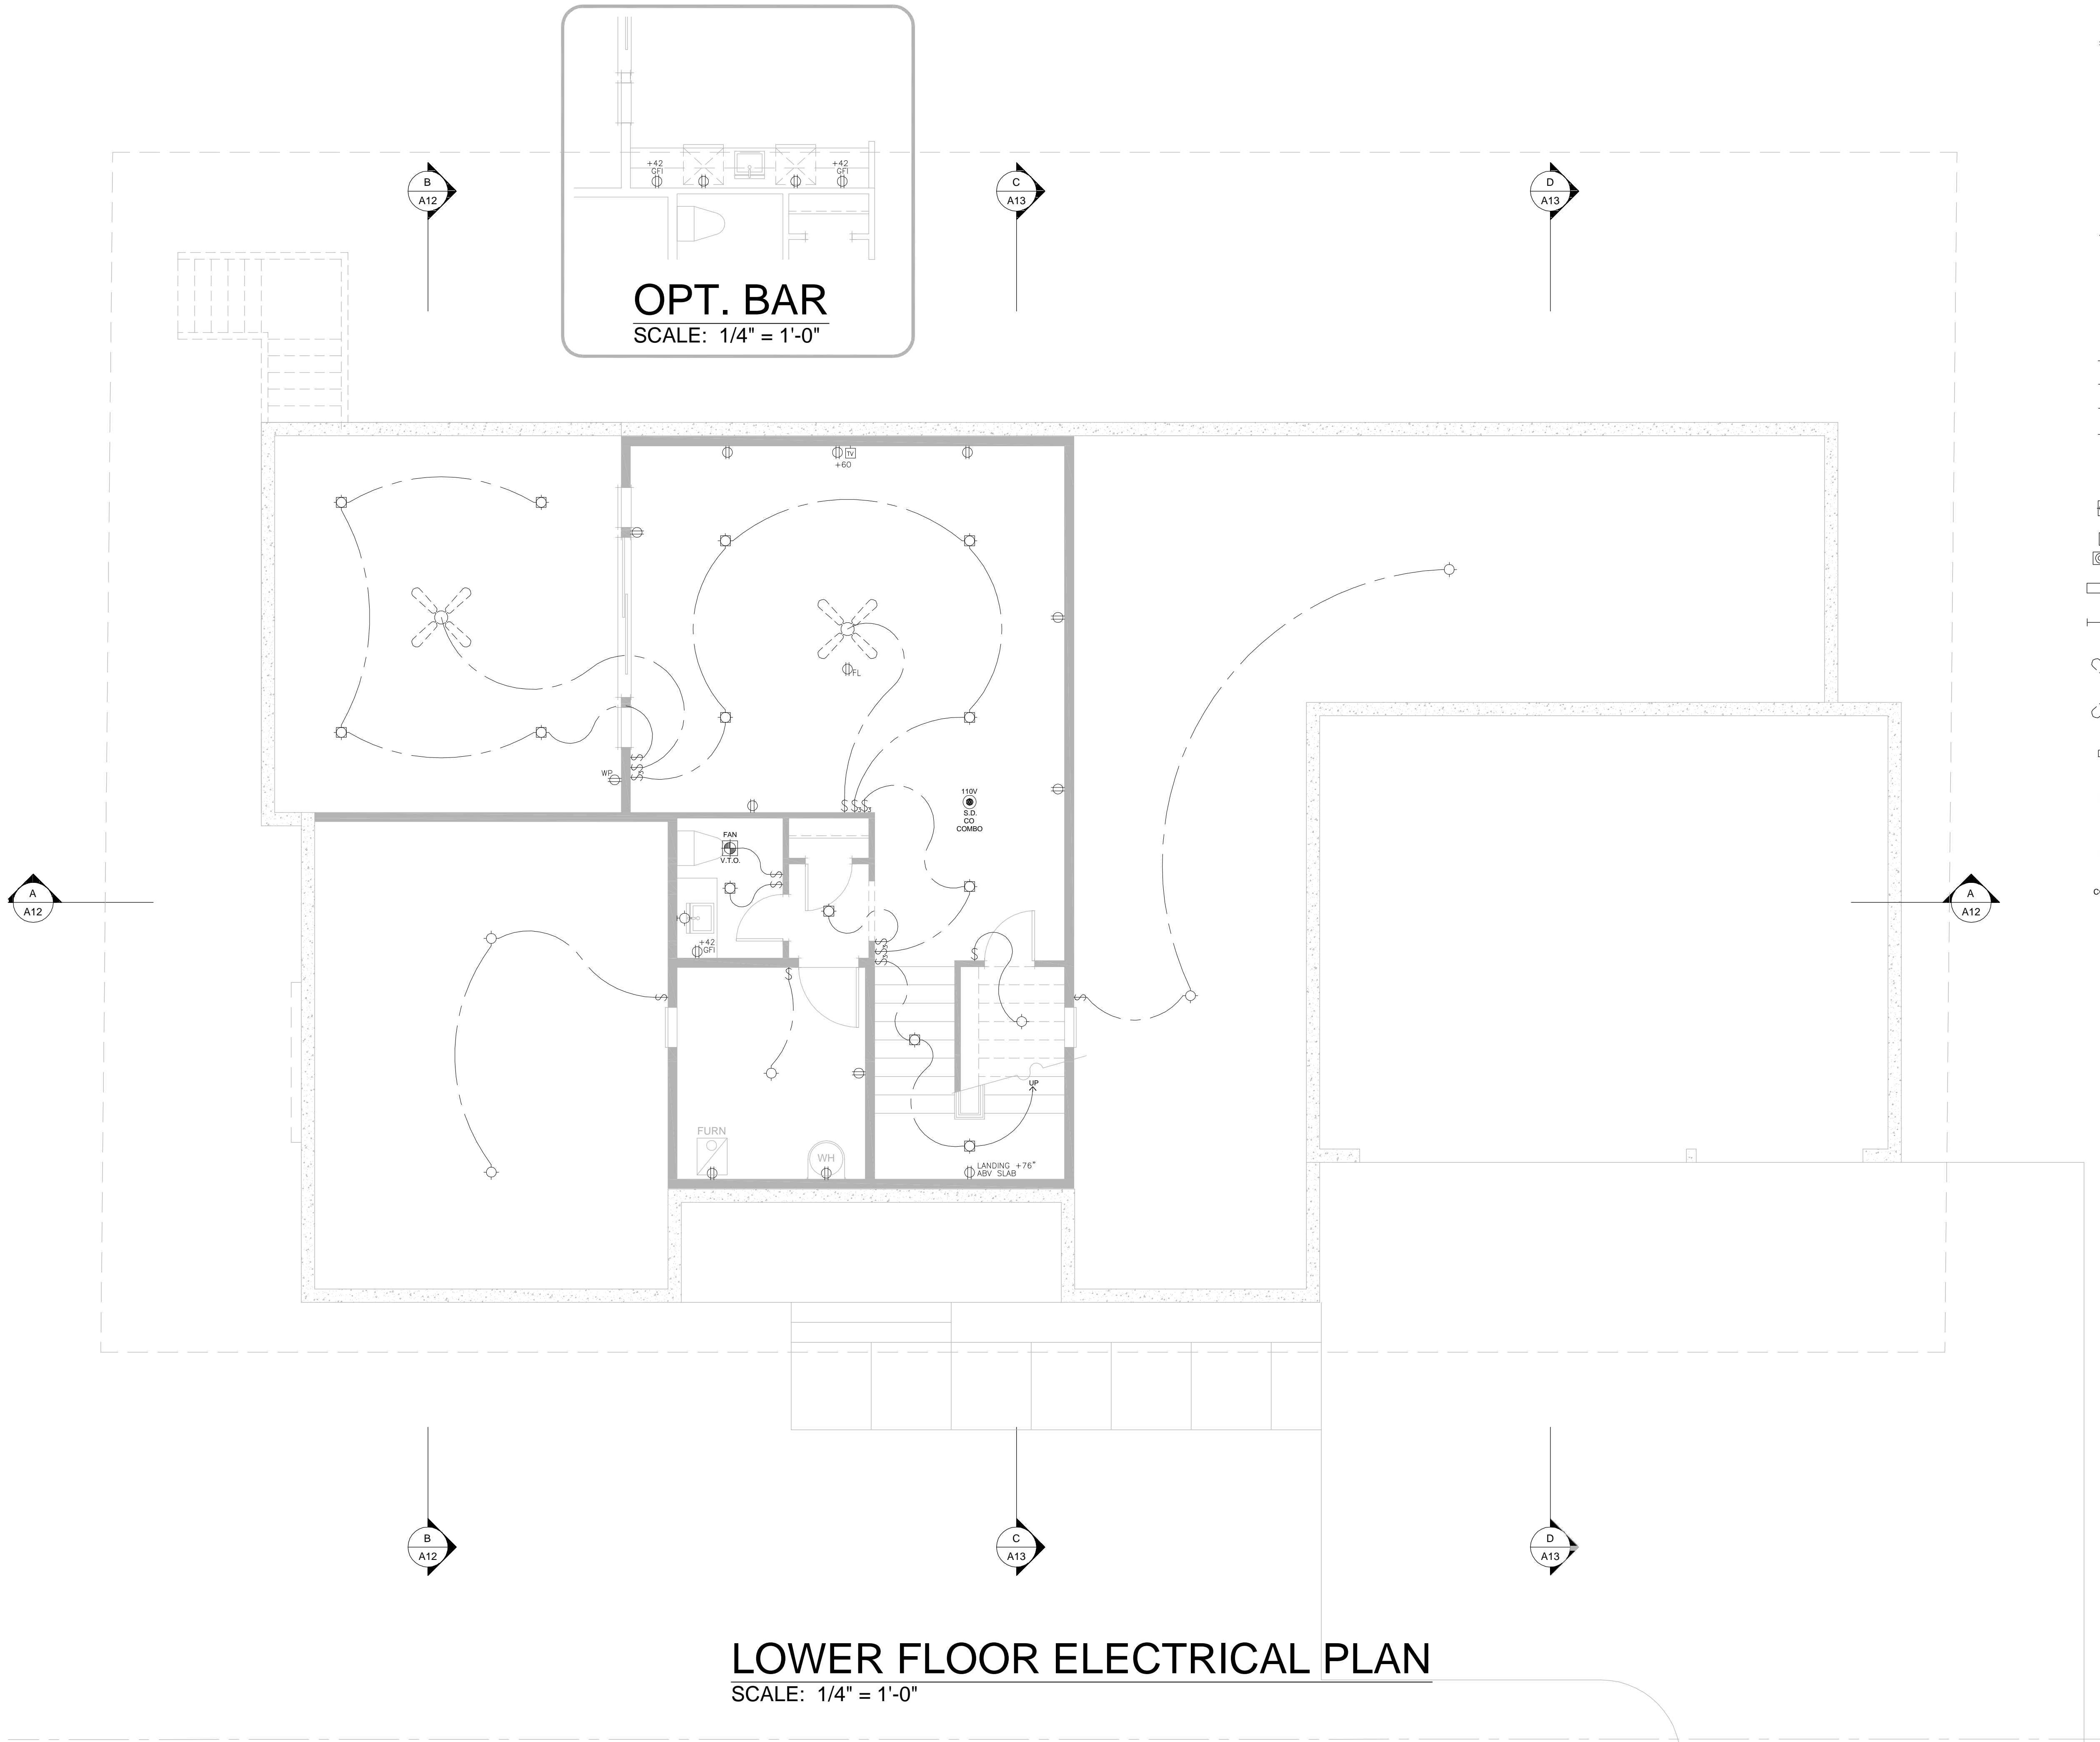 +42
GFI
+42
GFI
OPT. BAR
SCALE: 1/4" = 1'-0"
B
A12
C
A13
D
A13
TV
+60
FL
WP
110V
S.D.
CO
COMBO
FAN
V.T.O.
+42
GFI
A
A12
A
A12
UP
FURN
WH
LANDING +76"
ABV SLAB
B
A12
C
A13
D
A13
LOWER FLOOR ELECTRICAL PLAN
SCALE: 1/4" = 1'-0"